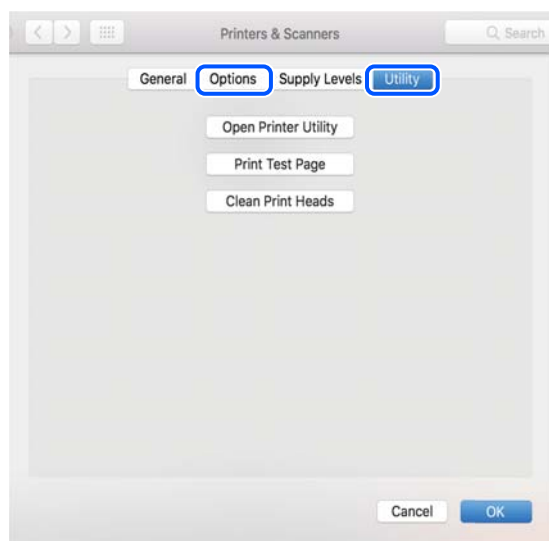 Printers & Scanners Search
General Options Supply Levels Utility
Open Printer Utility
Print Test Page
Clean Print Heads
Cancel OK